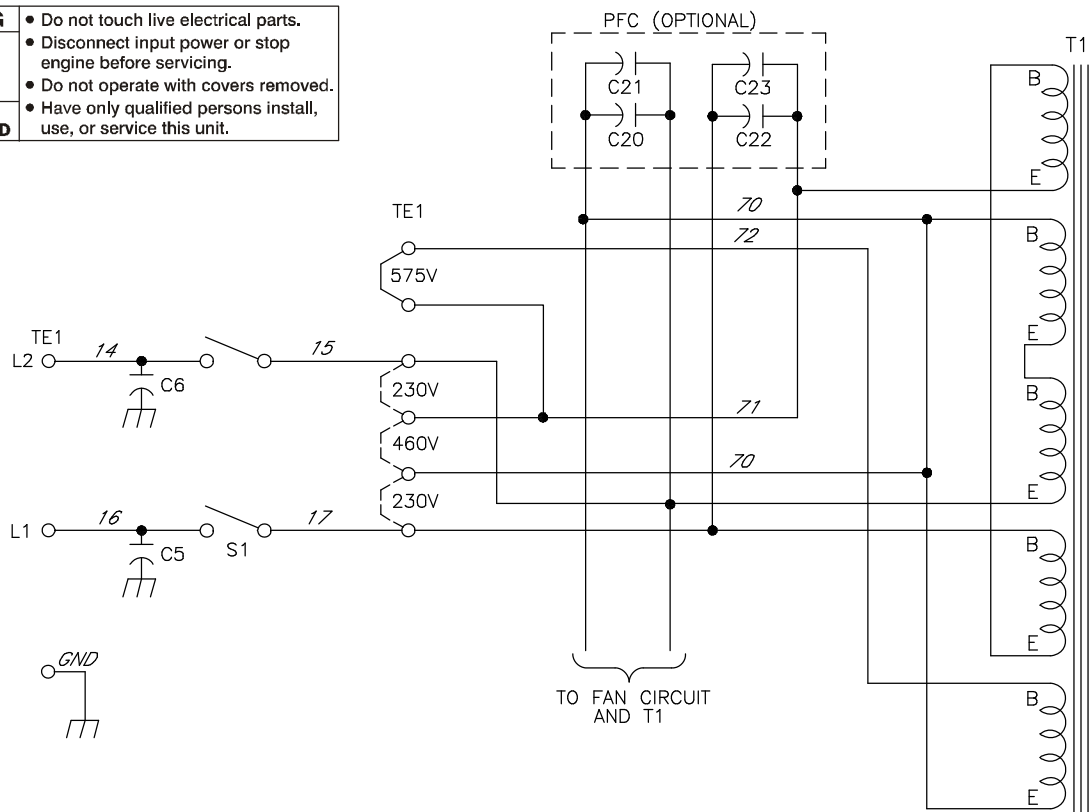 • Do not touch live electrical parts.
• Disconnect input power or stop
engine before servicing.
• Do not operate with covers removed.
• Have only qualified persons install,
use, or service this unit.
PFC (OPTIONAL)
C21
C23
C20
C22
T1
B
E
70
TE1
72
B
575V
TE1
L2
14
15
C6
230V
E
B
71
460V
70
230V
E
L1
16
17
C5
S1
B
E
GND
TO FAN CIRCUIT
AND T1
B
E